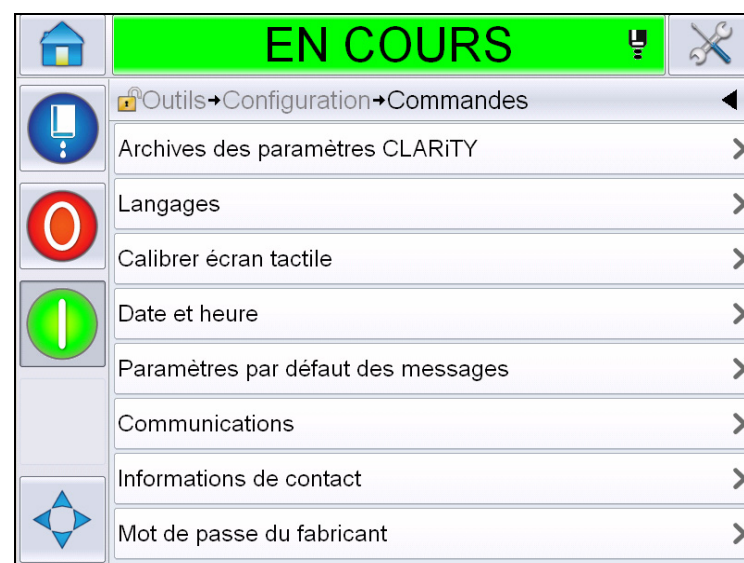 EN COURS
Outils→Configuration→Commandes
Archives des paramètres CLARiTY
Langages
Calibrer écran tactile
Date et heure
Paramètres par défaut des messages
Communications
Informations de contact
Mot de passe du fabricant